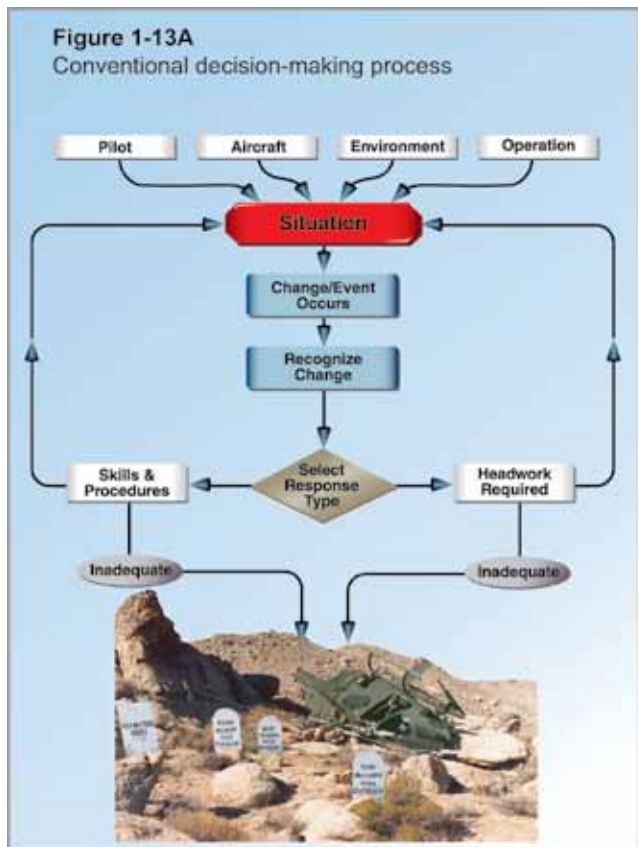 Figure 1-13A
Conventional decision-making process
Pilot
Aircraft
Environment
Operation
Situation
Change/Event
Occurs
Recognize
Change
Select
Response
Type
Skills &
Procedures
Headwork
Required
Inadequate
Inadequate